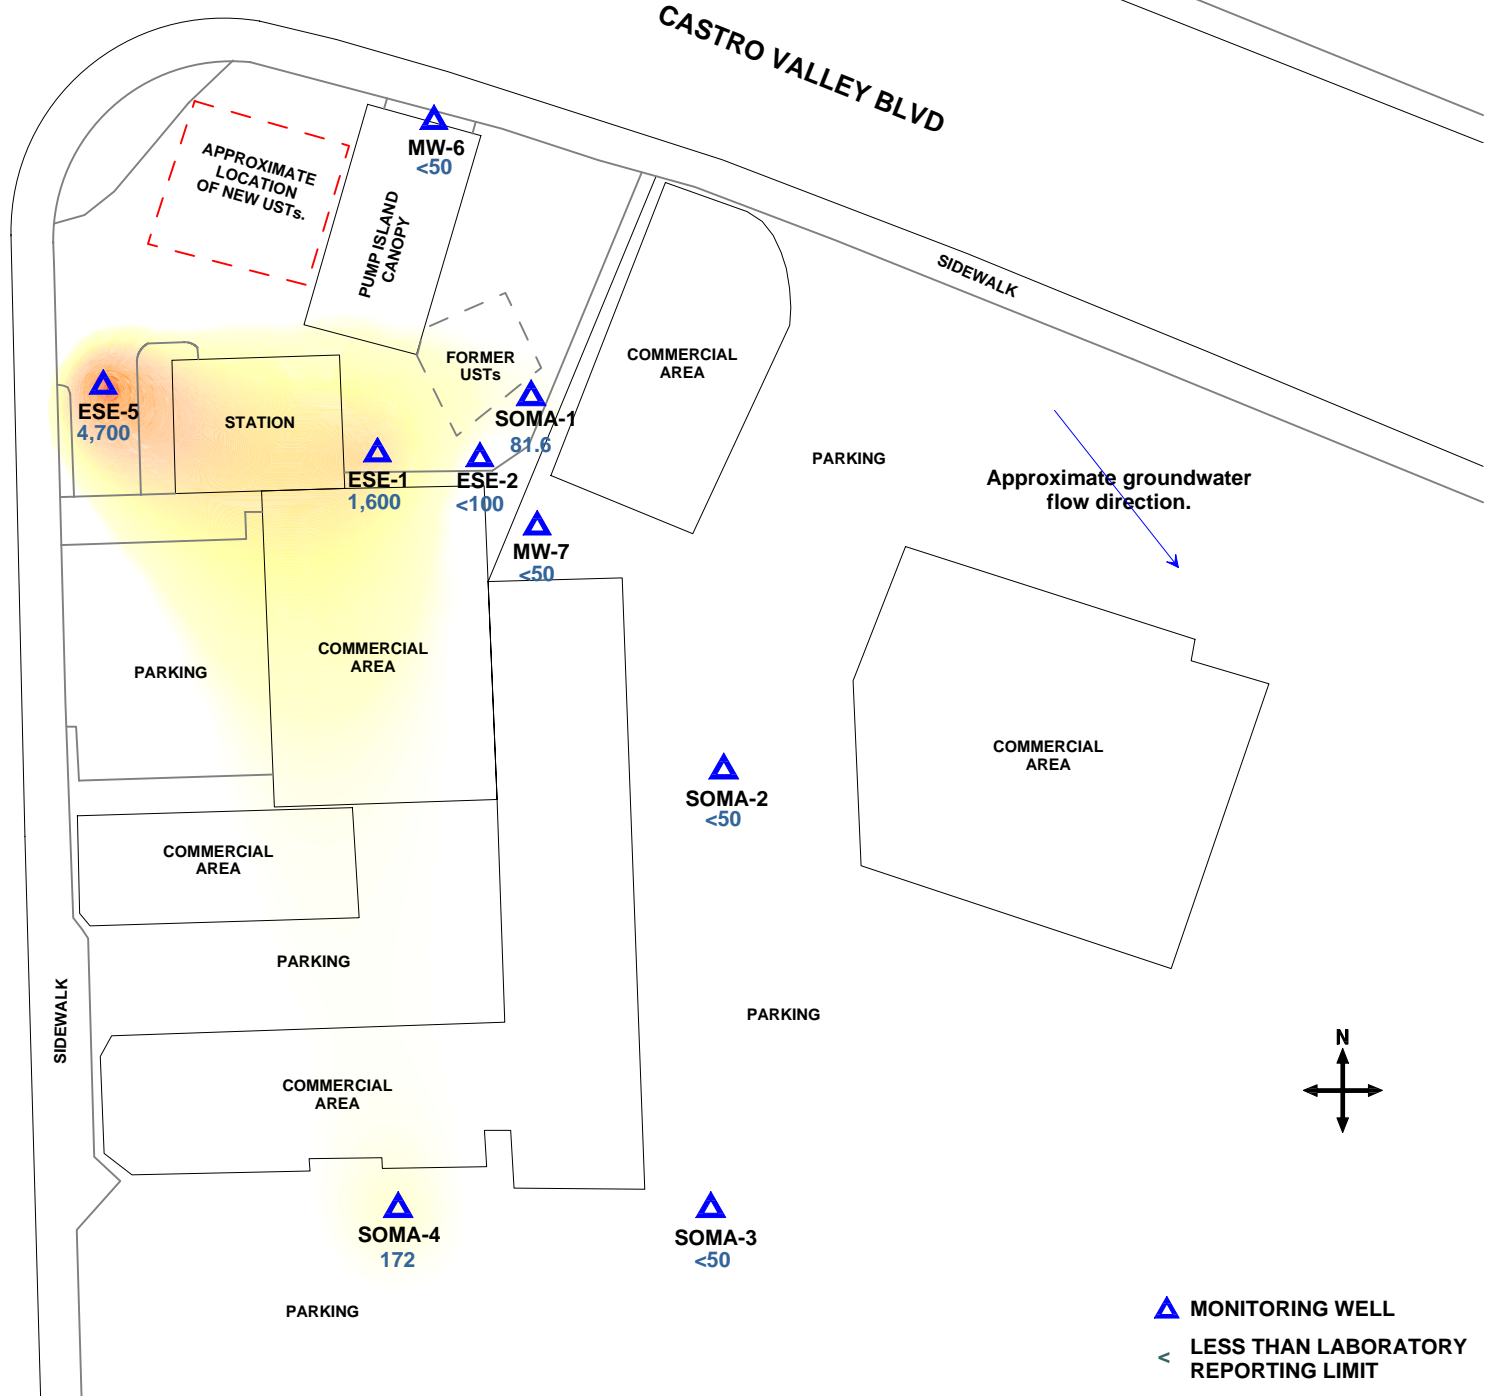 CASTRO VALLEY BLVD
MW-6
<50
APPROXIMATE
LOCATION
OF NEW USTs.
PUMP ISLAND
CANOPY
SIDEWALK
FORMER
USTs
COMMERCIAL
AREA
ESE-5
4,700
STATION
SOMA-1
81.6
ESE-1
1,600
ESE-2
<100
PARKING
Approximate groundwater
flow direction.
MW-7
<50
COMMERCIAL
AREA
PARKING
COMMERCIAL
AREA
SOMA-2
<50
COMMERCIAL
AREA
PARKING
SIDEWALK
PARKING
N
COMMERCIAL
AREA
SOMA-4
172
SOMA-3
<50
PARKING
MONITORING WELL
< LESS THAN LABORATORY
REPORTING LIMIT